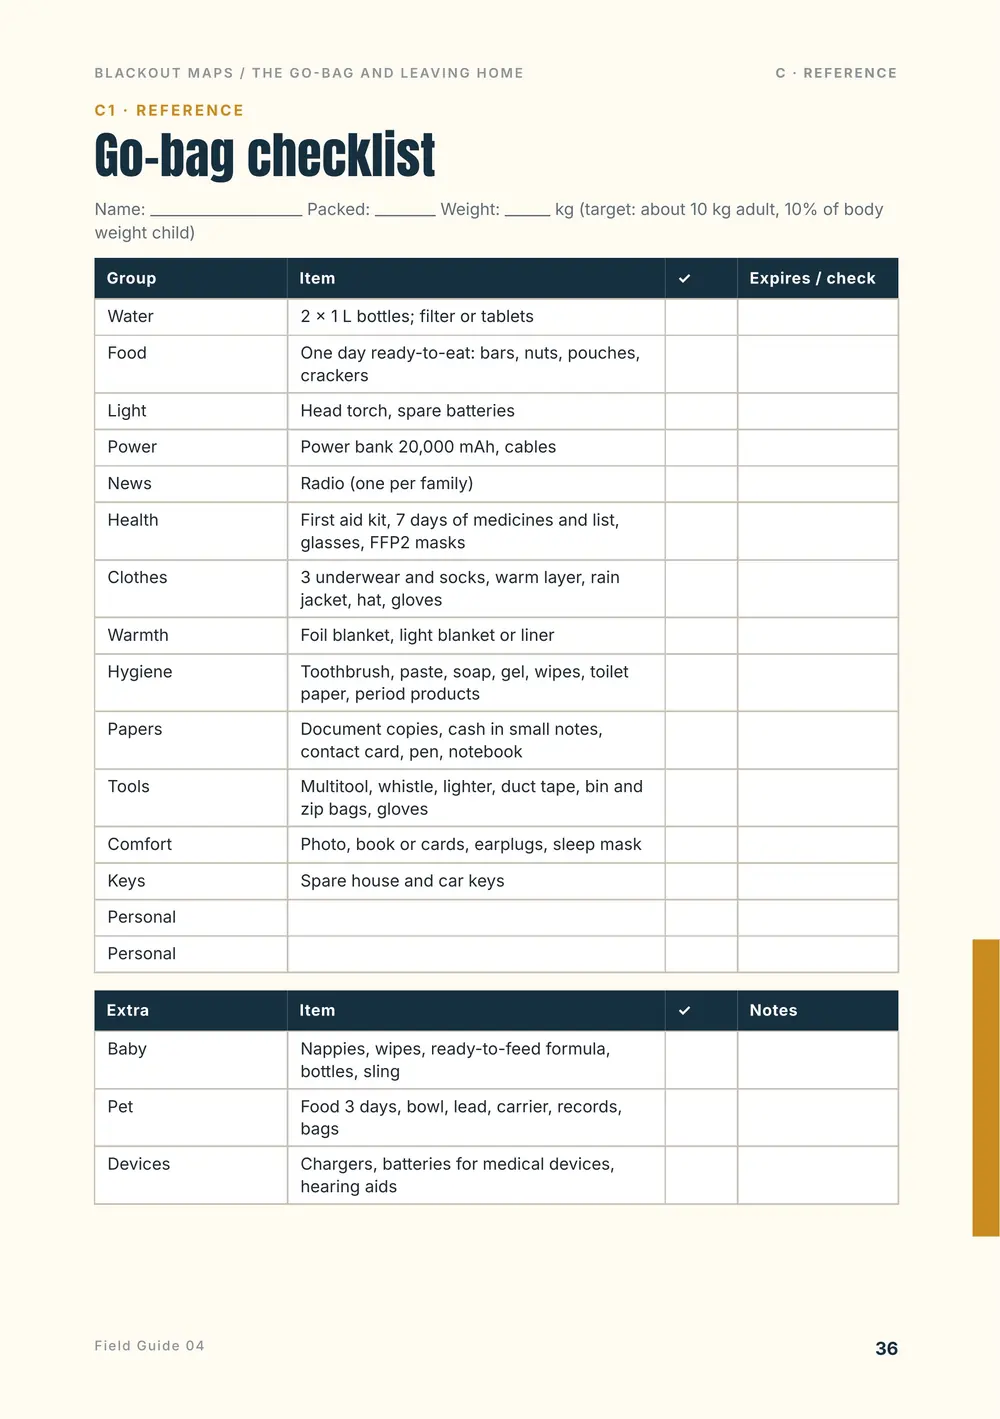 BLACKOUT MAPS / THE GO-BAG AND LEAVING HOME
C · REFERENCE
C1 · REFERENCE
Go-bag checklist
Name: _________________ Packed: _______ Weight: _____ kg (target: about 10 kg adult, 10% of body
weight child)
Group Item ✓ Expires / check
Water 2 × 1 L bottles; filter or tablets
Food One day ready-to-eat: bars, nuts, pouches,
crackers
Light Head torch, spare batteries
Power Power bank 20,000 mAh, cables
News Radio (one per family)
Health First aid kit, 7 days of medicines and list,
glasses, FFP2 masks
Clothes 3 underwear and socks, warm layer, rain
jacket, hat, gloves
Warmth Foil blanket, light blanket or liner
Hygiene Toothbrush, paste, soap, gel, wipes, toilet
paper, period products
Papers Document copies, cash in small notes,
contact card, pen, notebook
Tools Multitool, whistle, lighter, duct tape, bin and
zip bags, gloves
Comfort Photo, book or cards, earplugs, sleep mask
Keys Spare house and car keys
Personal
Personal
Extra Item ✓ Notes
Baby Nappies, wipes, ready-to-feed formula,
bottles, sling
Pet Food 3 days, bowl, lead, carrier, records,
bags
Devices Chargers, batteries for medical devices,
hearing aids
Field Guide 04
36